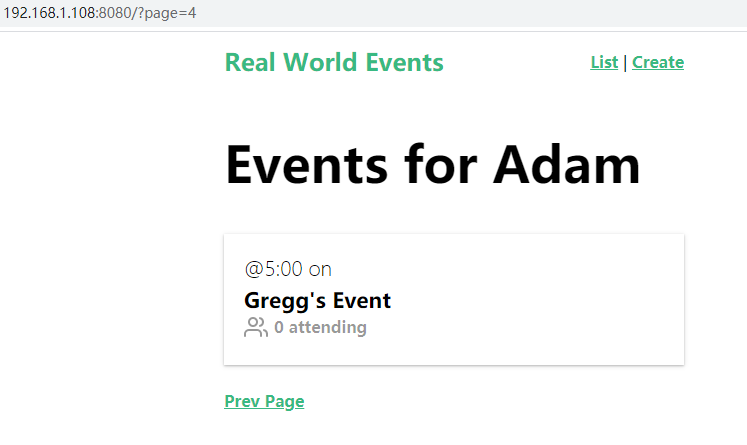 192.168.1.108:8080/?page=4
Real World Events List | Create
Events for Adam
@5:00 on
Gregg's Event
0 attending
Prev Page